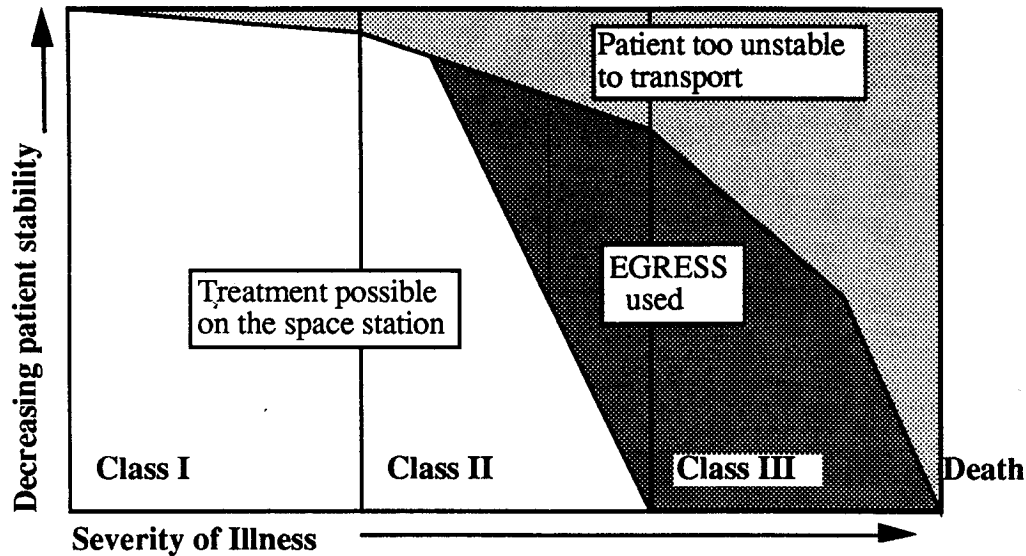 Decreasing patient stability
Patient too unstable
to transport
EGRESS
used
Treatment possible
on the space station
Class I
Class II
Class III
Death
Severity of Illness